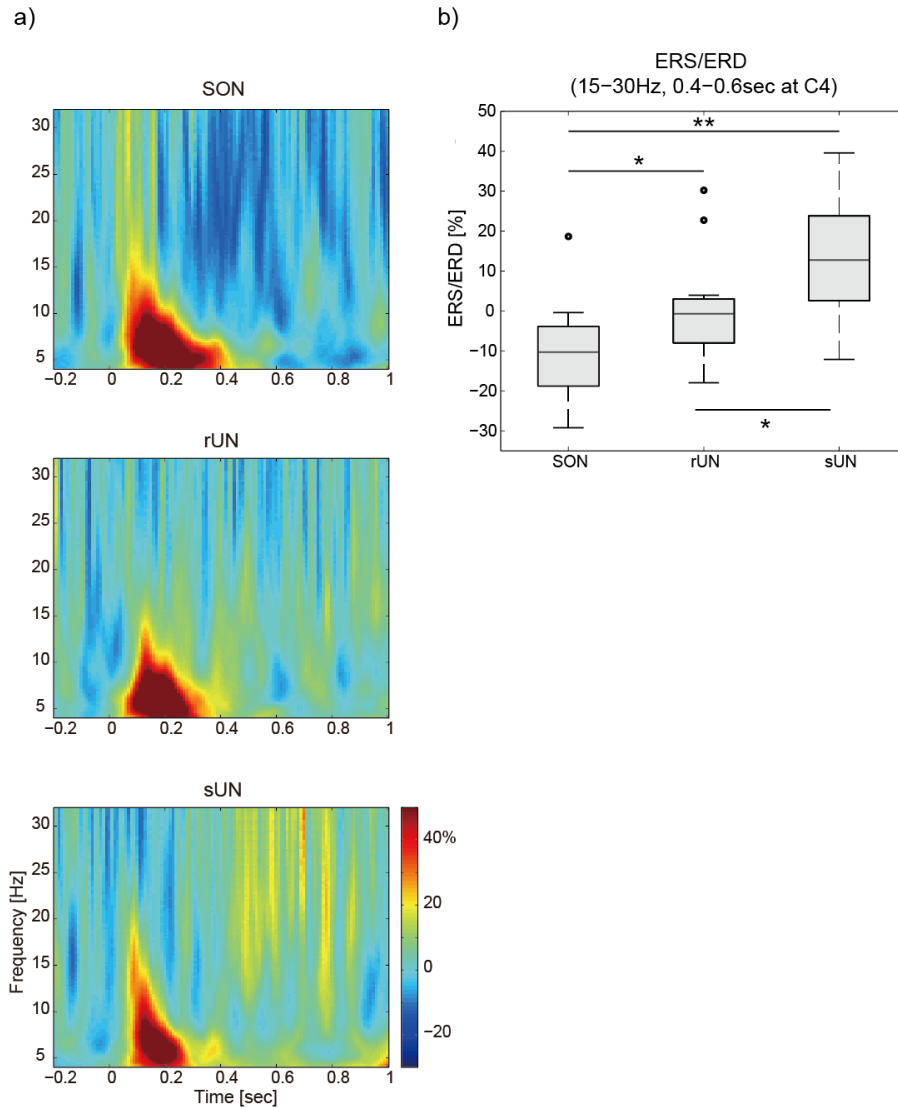 a)
SON
30
25
20
15
10
5
−0.2 0 0.2 0.4 0.6 0.8 1
rUN
30
25
20
15
10
5
−0.2 0 0.2 0.4 0.6 0.8 1
sUN
30
25
20
15
10
5
Frequency [Hz]
−0.2 0 0.2 0.4 0.6 0.8 1
Time [sec]
40%
20
0
−20
b)
ERS/ERD
(15−30Hz, 0.4−0.6sec at C4)
50
40
30
20
10
0
−10
−20
−30
ERS/ERD [%]
**
*
*
SON rUN sUN